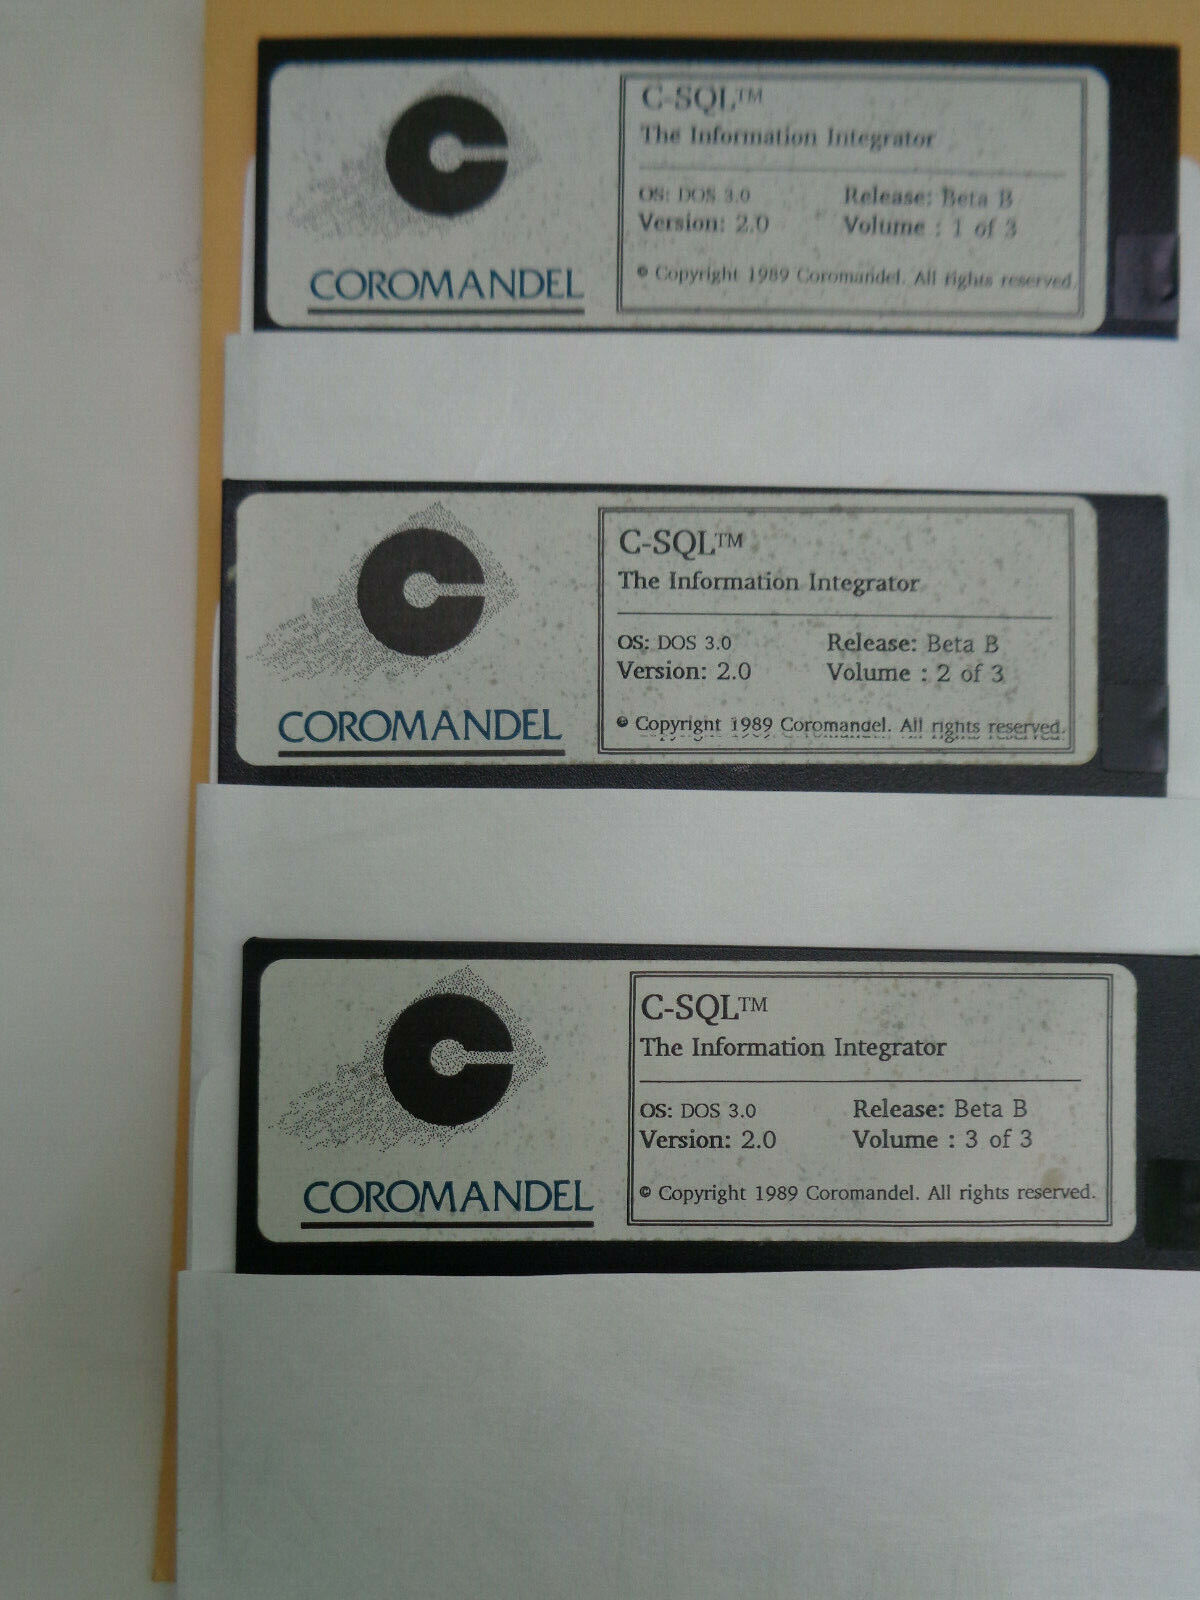 C-SQL™
The Information Integrator
OS: DOS 3.0 Release: Beta B
Version: 2.0 Volume : 1 of 3
© Copyright 1989 Coromandel. All rights reserved.
COROMANDEL
C-SQL™
The Information Integrator
OS: DOS 3.0 Release: Beta B
Version: 2.0 Volume : 2 of 3
© Copyright 1989 Coromandel. All rights reserved.
COROMANDEL
C-SQL™
The Information Integrator
OS: DOS 3.0 Release: Beta B
Version: 2.0 Volume : 3 of 3
© Copyright 1989 Coromandel. All rights reserved.
COROMANDEL